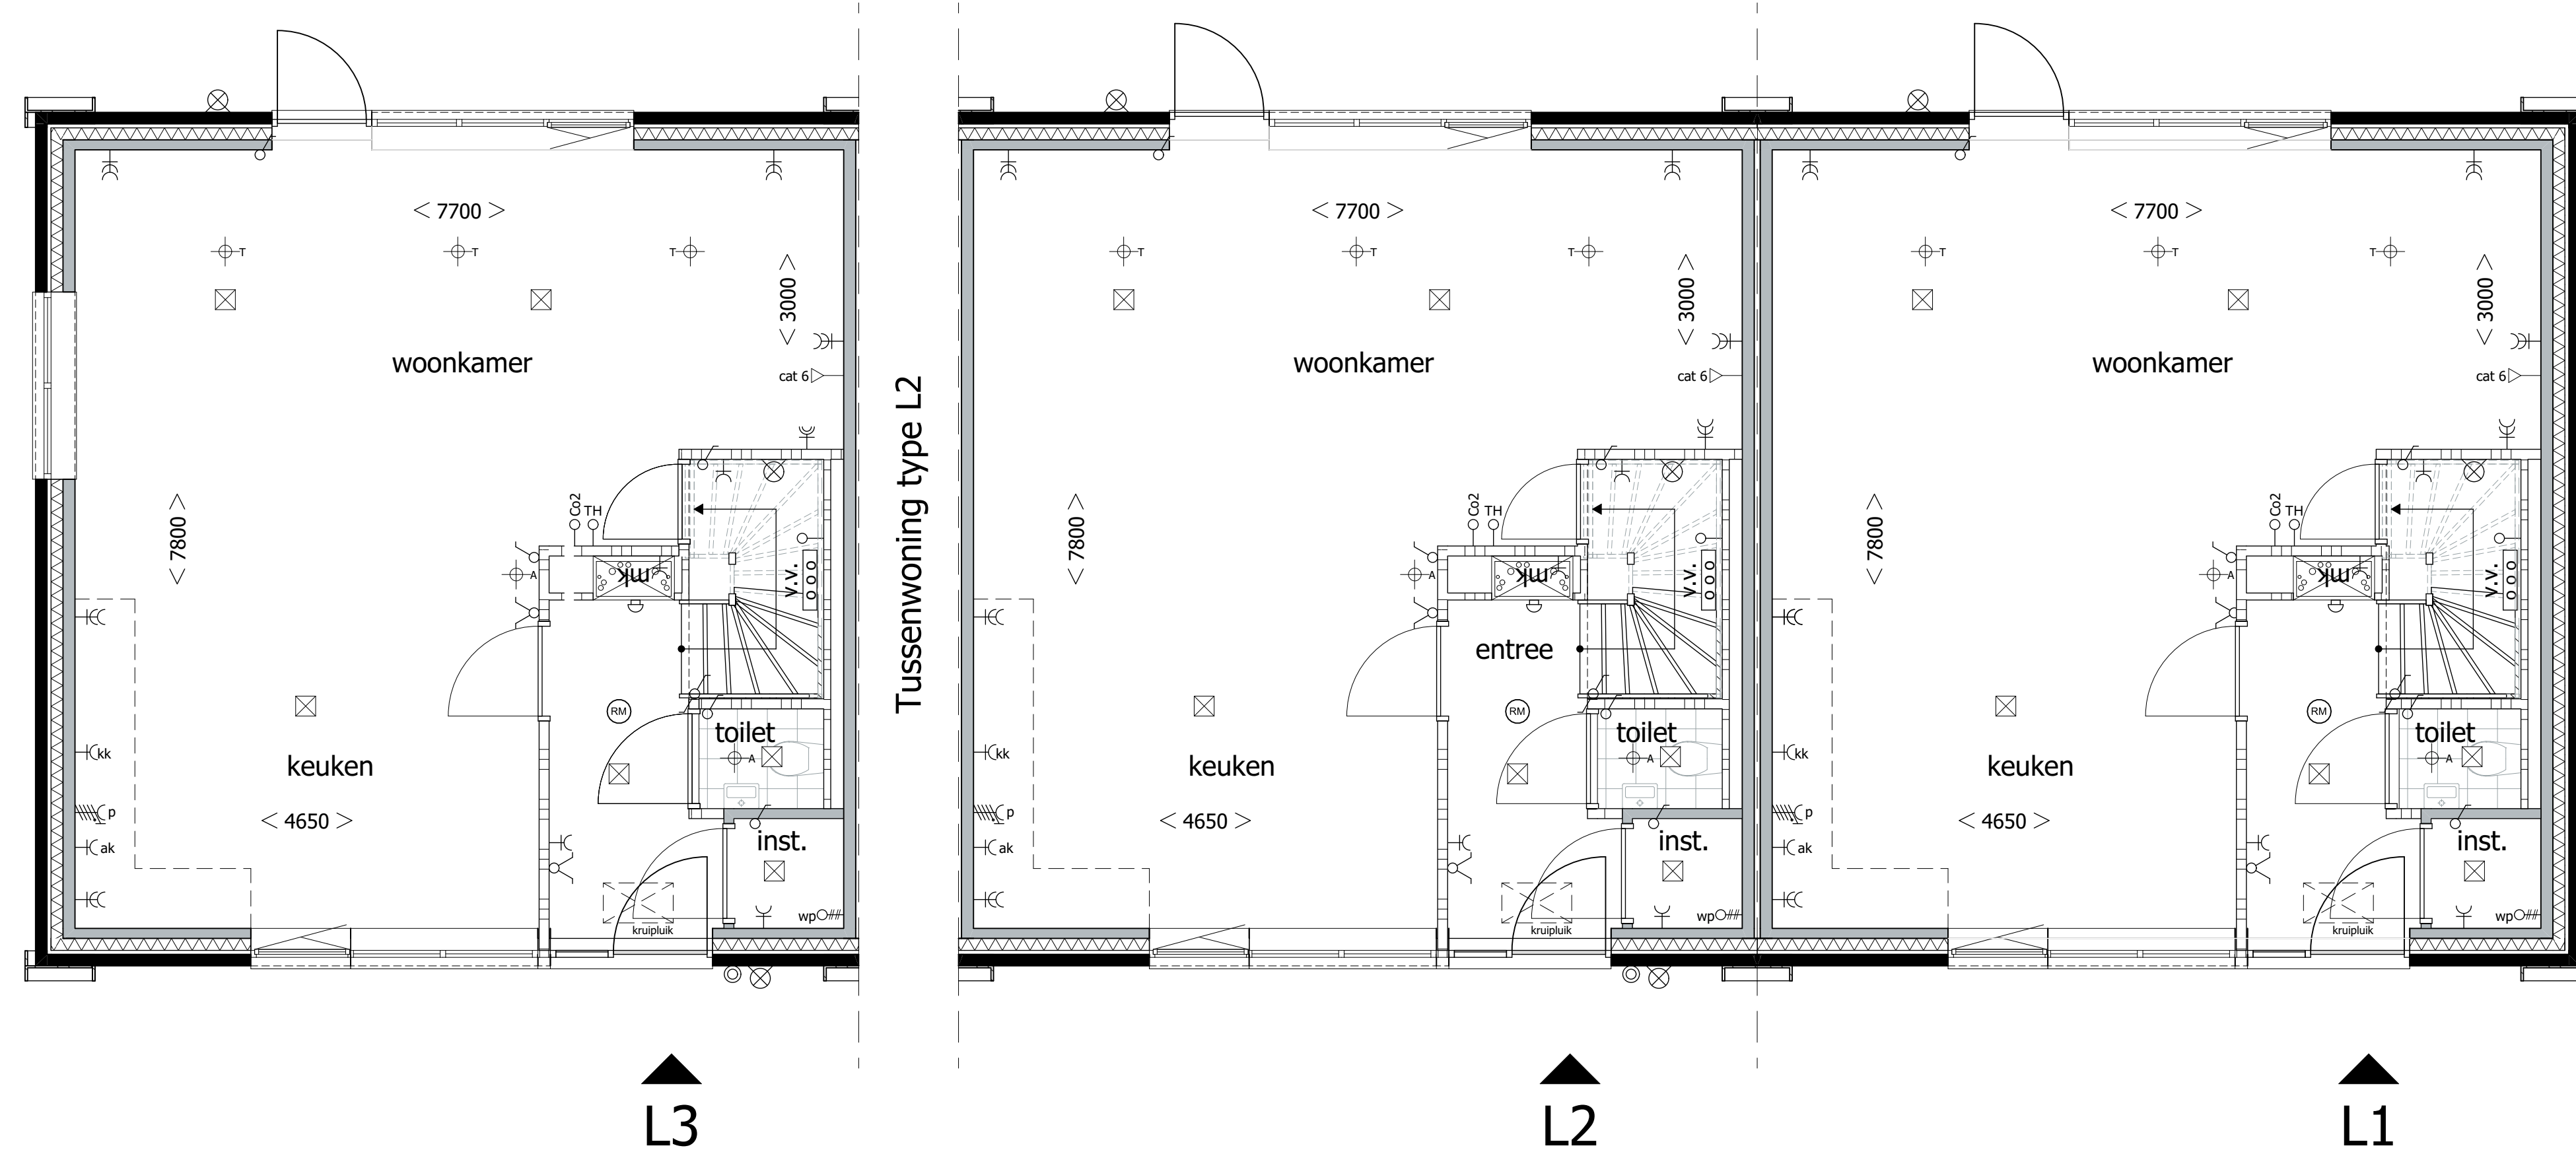 < 7700 >
T
T
T
< 3000 >
woonkamer
cat 6
< 7800 >
Co2
TH
A
mk
v.v.
RM
toilet
A
kk
keuken
p
< 4650 >
ak
inst.
wp
kruipluik
L3
Tussenwoning type L2
< 7700 >
T
T
T
< 3000 >
woonkamer
cat 6
< 7800 >
Co2
TH
A
mk
v.v.
entree
RM
toilet
A
kk
keuken
p
< 4650 >
ak
inst.
wp
kruipluik
L2
< 7700 >
T
T
T
< 3000 >
woonkamer
cat 6
< 7800 >
Co2
TH
A
mk
v.v.
RM
toilet
A
kk
keuken
p
< 4650 >
ak
inst.
wp
kruipluik
L1